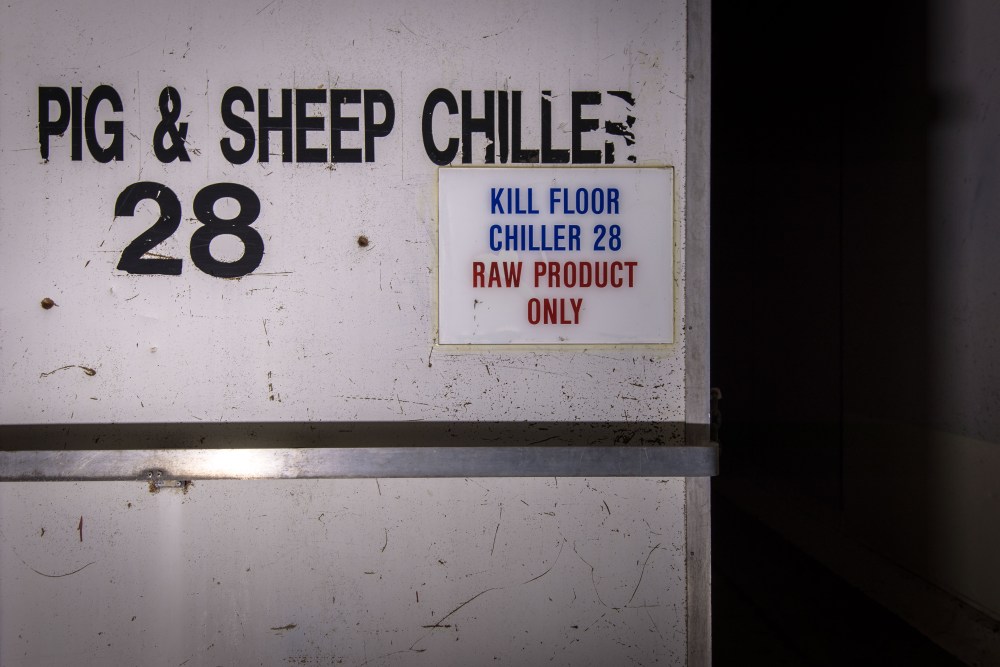 PIG & SHEEP CHILLER
28
KILL FLOOR
CHILLER 28
RAW PRODUCT
ONLY